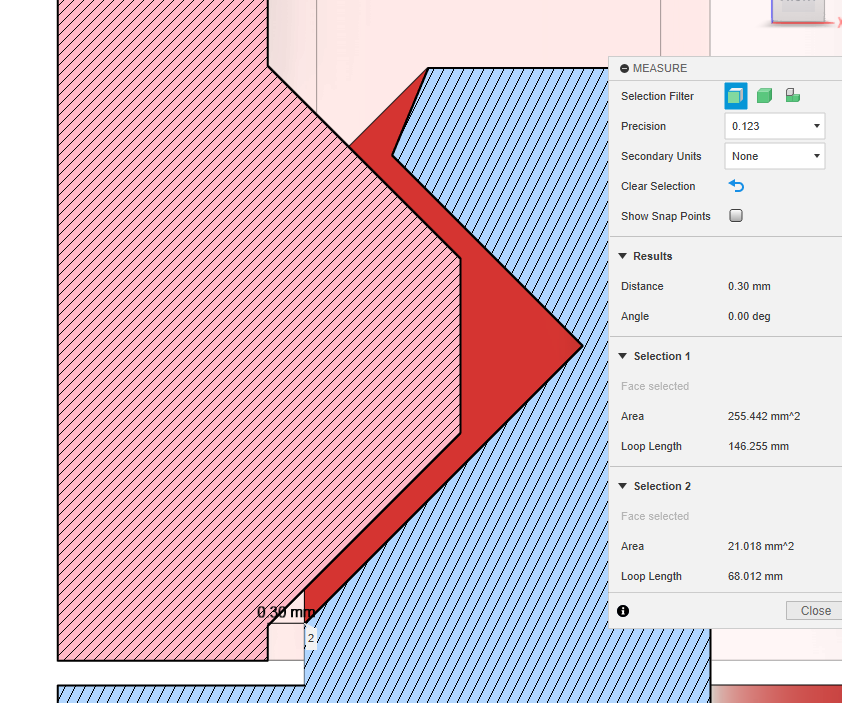 X
MEASURE
Selection Filter
Precision 0.123
Secondary Units None
Clear Selection
Show Snap Points
Results
Distance 0.30 mm
Angle 0.00 deg
Selection 1
Face selected
Area 255.442 mm^2
Loop Length 146.255 mm
Selection 2
Face selected
Area 21.018 mm^2
Loop Length 68.012 mm
0.30 mm
2
Close